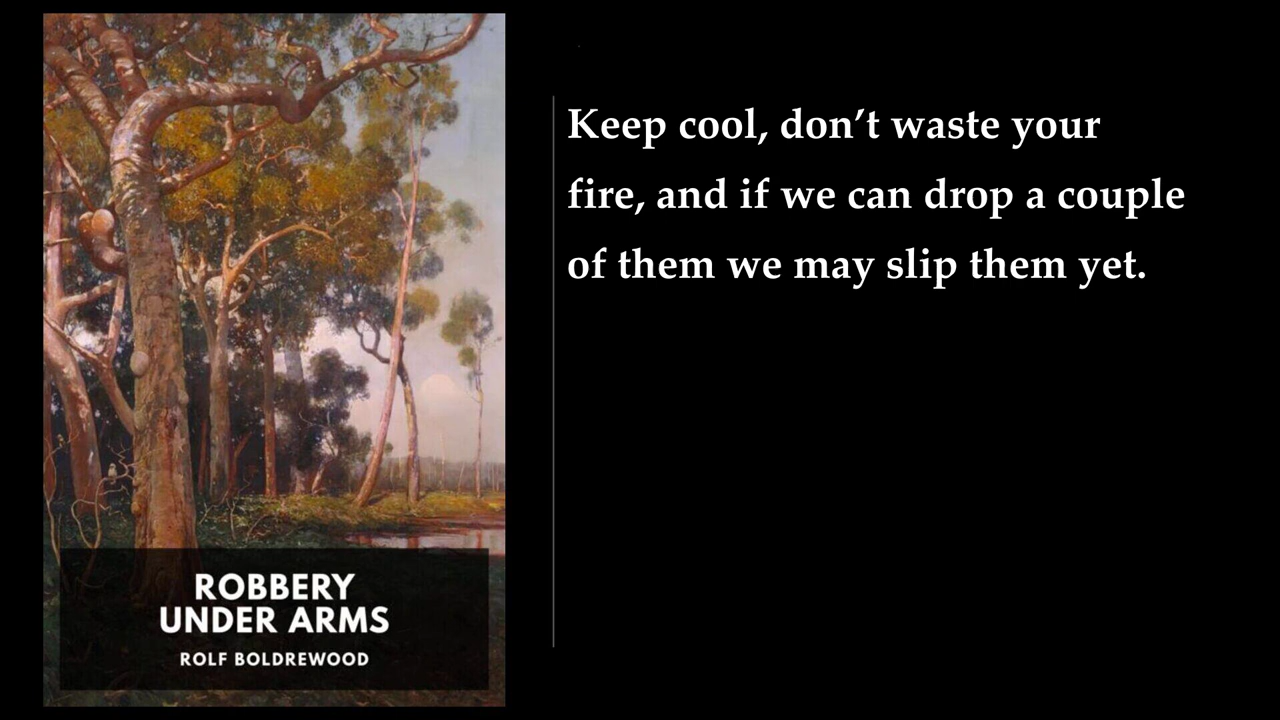 Keep cool, don’t waste your
fire, and if we can drop a couple
of them we may slip them yet.
ROBBERY
UNDER ARMS
ROLF BOLDREWOOD